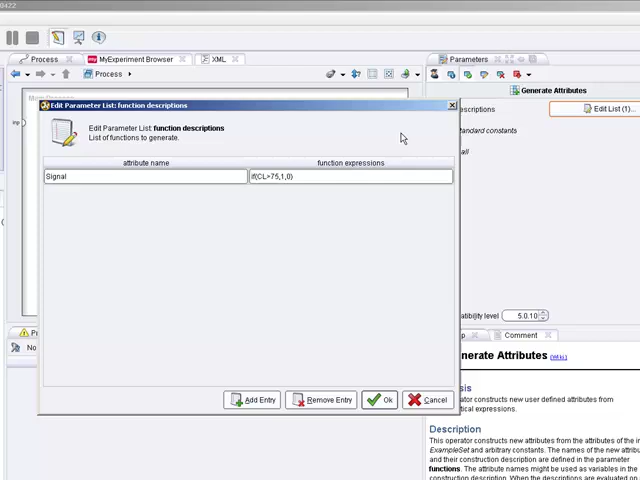 0422
Process
MyExperiment Browser
XML
Parameters
Process
Generate Attributes
Edit Parameter List: function descriptions
escriptions
Edit List (1)...
Edit Parameter List: function descriptions
List of functions to generate.
tandard constants
all
attribute name
function expressions
Signal
if(CL>75,1,0)
inp
atibility level
5.0.10
Comment
No
enerate Attributes (Wiki)
sis
operator constructs new user defined attributes from
tical expressions.
Add Entry
Remove Entry
Ok
Cancel
Description
This operator constructs new attributes from the attributes of the in
ExampleSet and arbitrary constants. The names of the new attribu
and their construction description are defined in the parameter
functions. The attribute names might be used as variables in the
construction description. When the descriptions are evaluated on